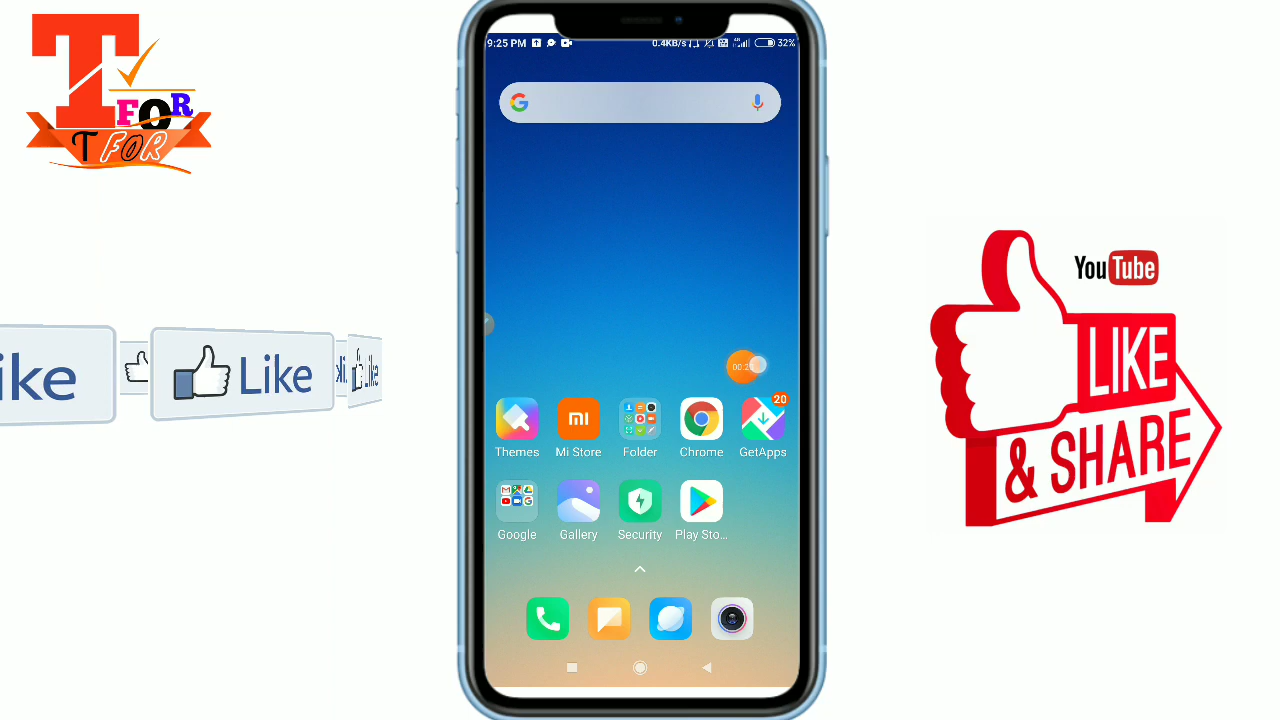 T
FOR
T FOR
9:25 PM
0.4KB/s
32%
Like
Like
YouTube
LIKE
& SHARE
20
Themes
Mi Store
Folder
Chrome
GetApps
Google
Gallery
Security
Play Sto...